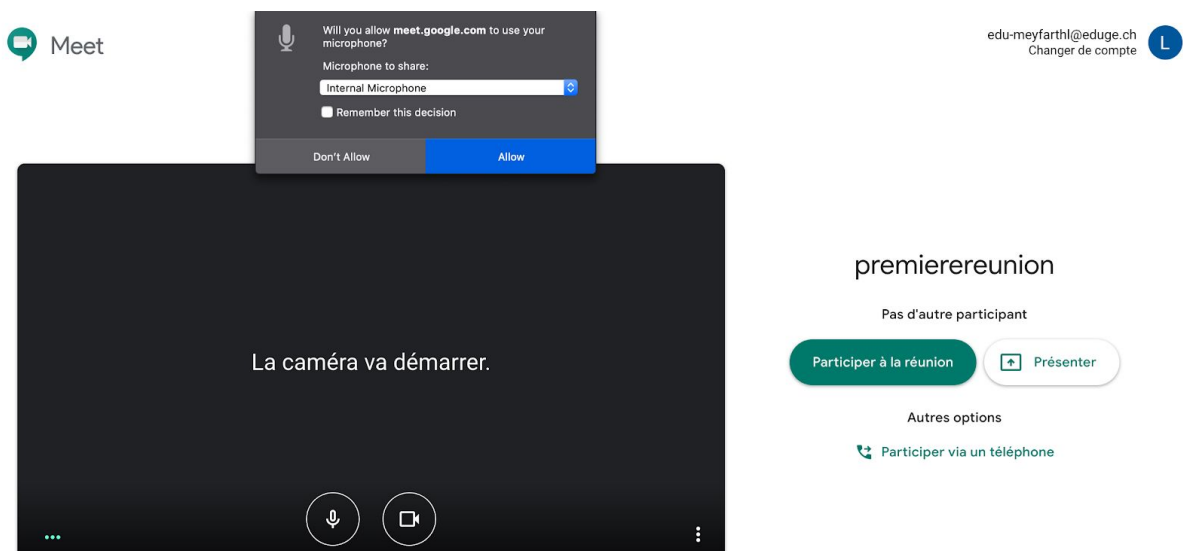 Meet
Will you allow meet.google.com to use your
microphone?
Microphone to share:
Internal Microphone
Remember this decision
Don't Allow
Allow
edu-meyfarthl@eduge.ch
Changer de compte
L
La caméra va démarrer.
premierereunion
Pas d'autre participant
Participer à la réunion
Présenter
Autres options
Participer via un téléphone